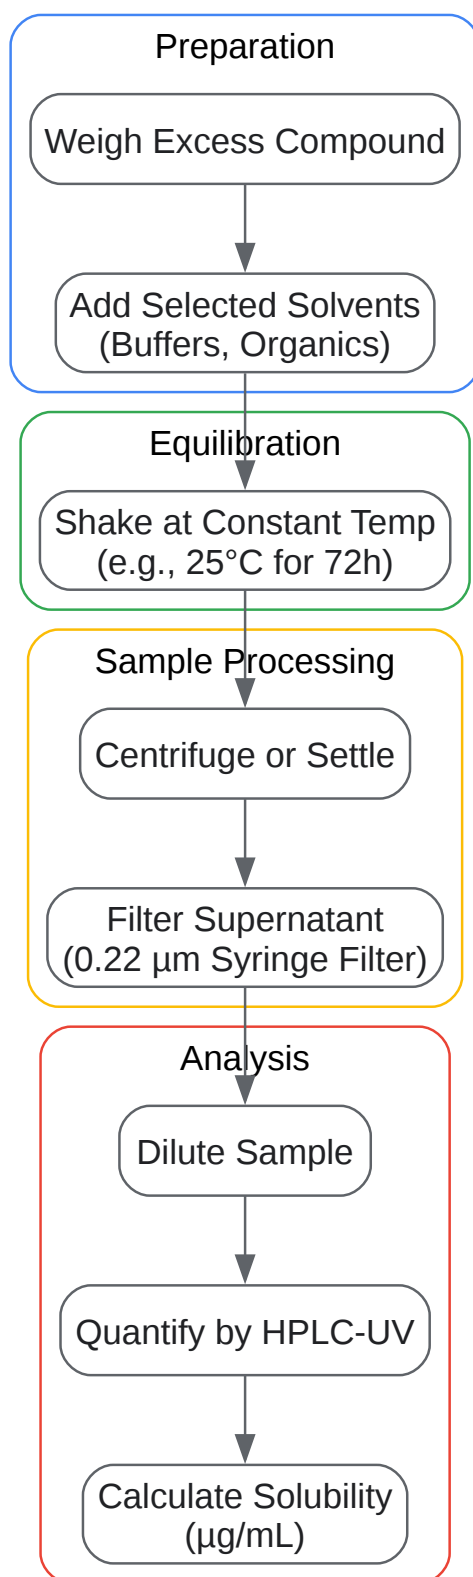 Preparation
Weigh Excess Compound
Add Selected Solvents
(Buffers, Organics)
Equilibration
Shake at Constant Temp
(e.g., 25°C for 72h)
Sample Processing
Centrifuge or Settle
Filter Supernatant
(0.22 µm Syringe Filter)
Analysis
Dilute Sample
Quantify by HPLC-UV
Calculate Solubility
(µg/mL)